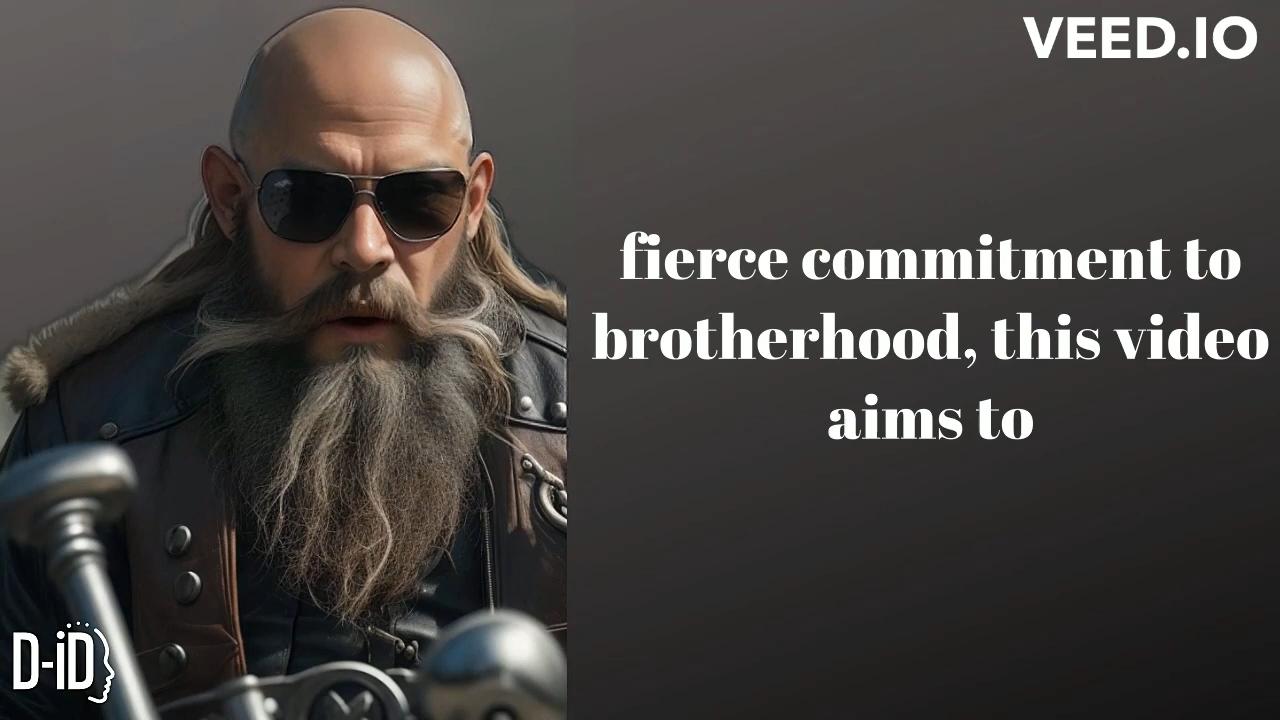 VEED.IO
fierce commitment to
brotherhood, this video
aims to
D-iD